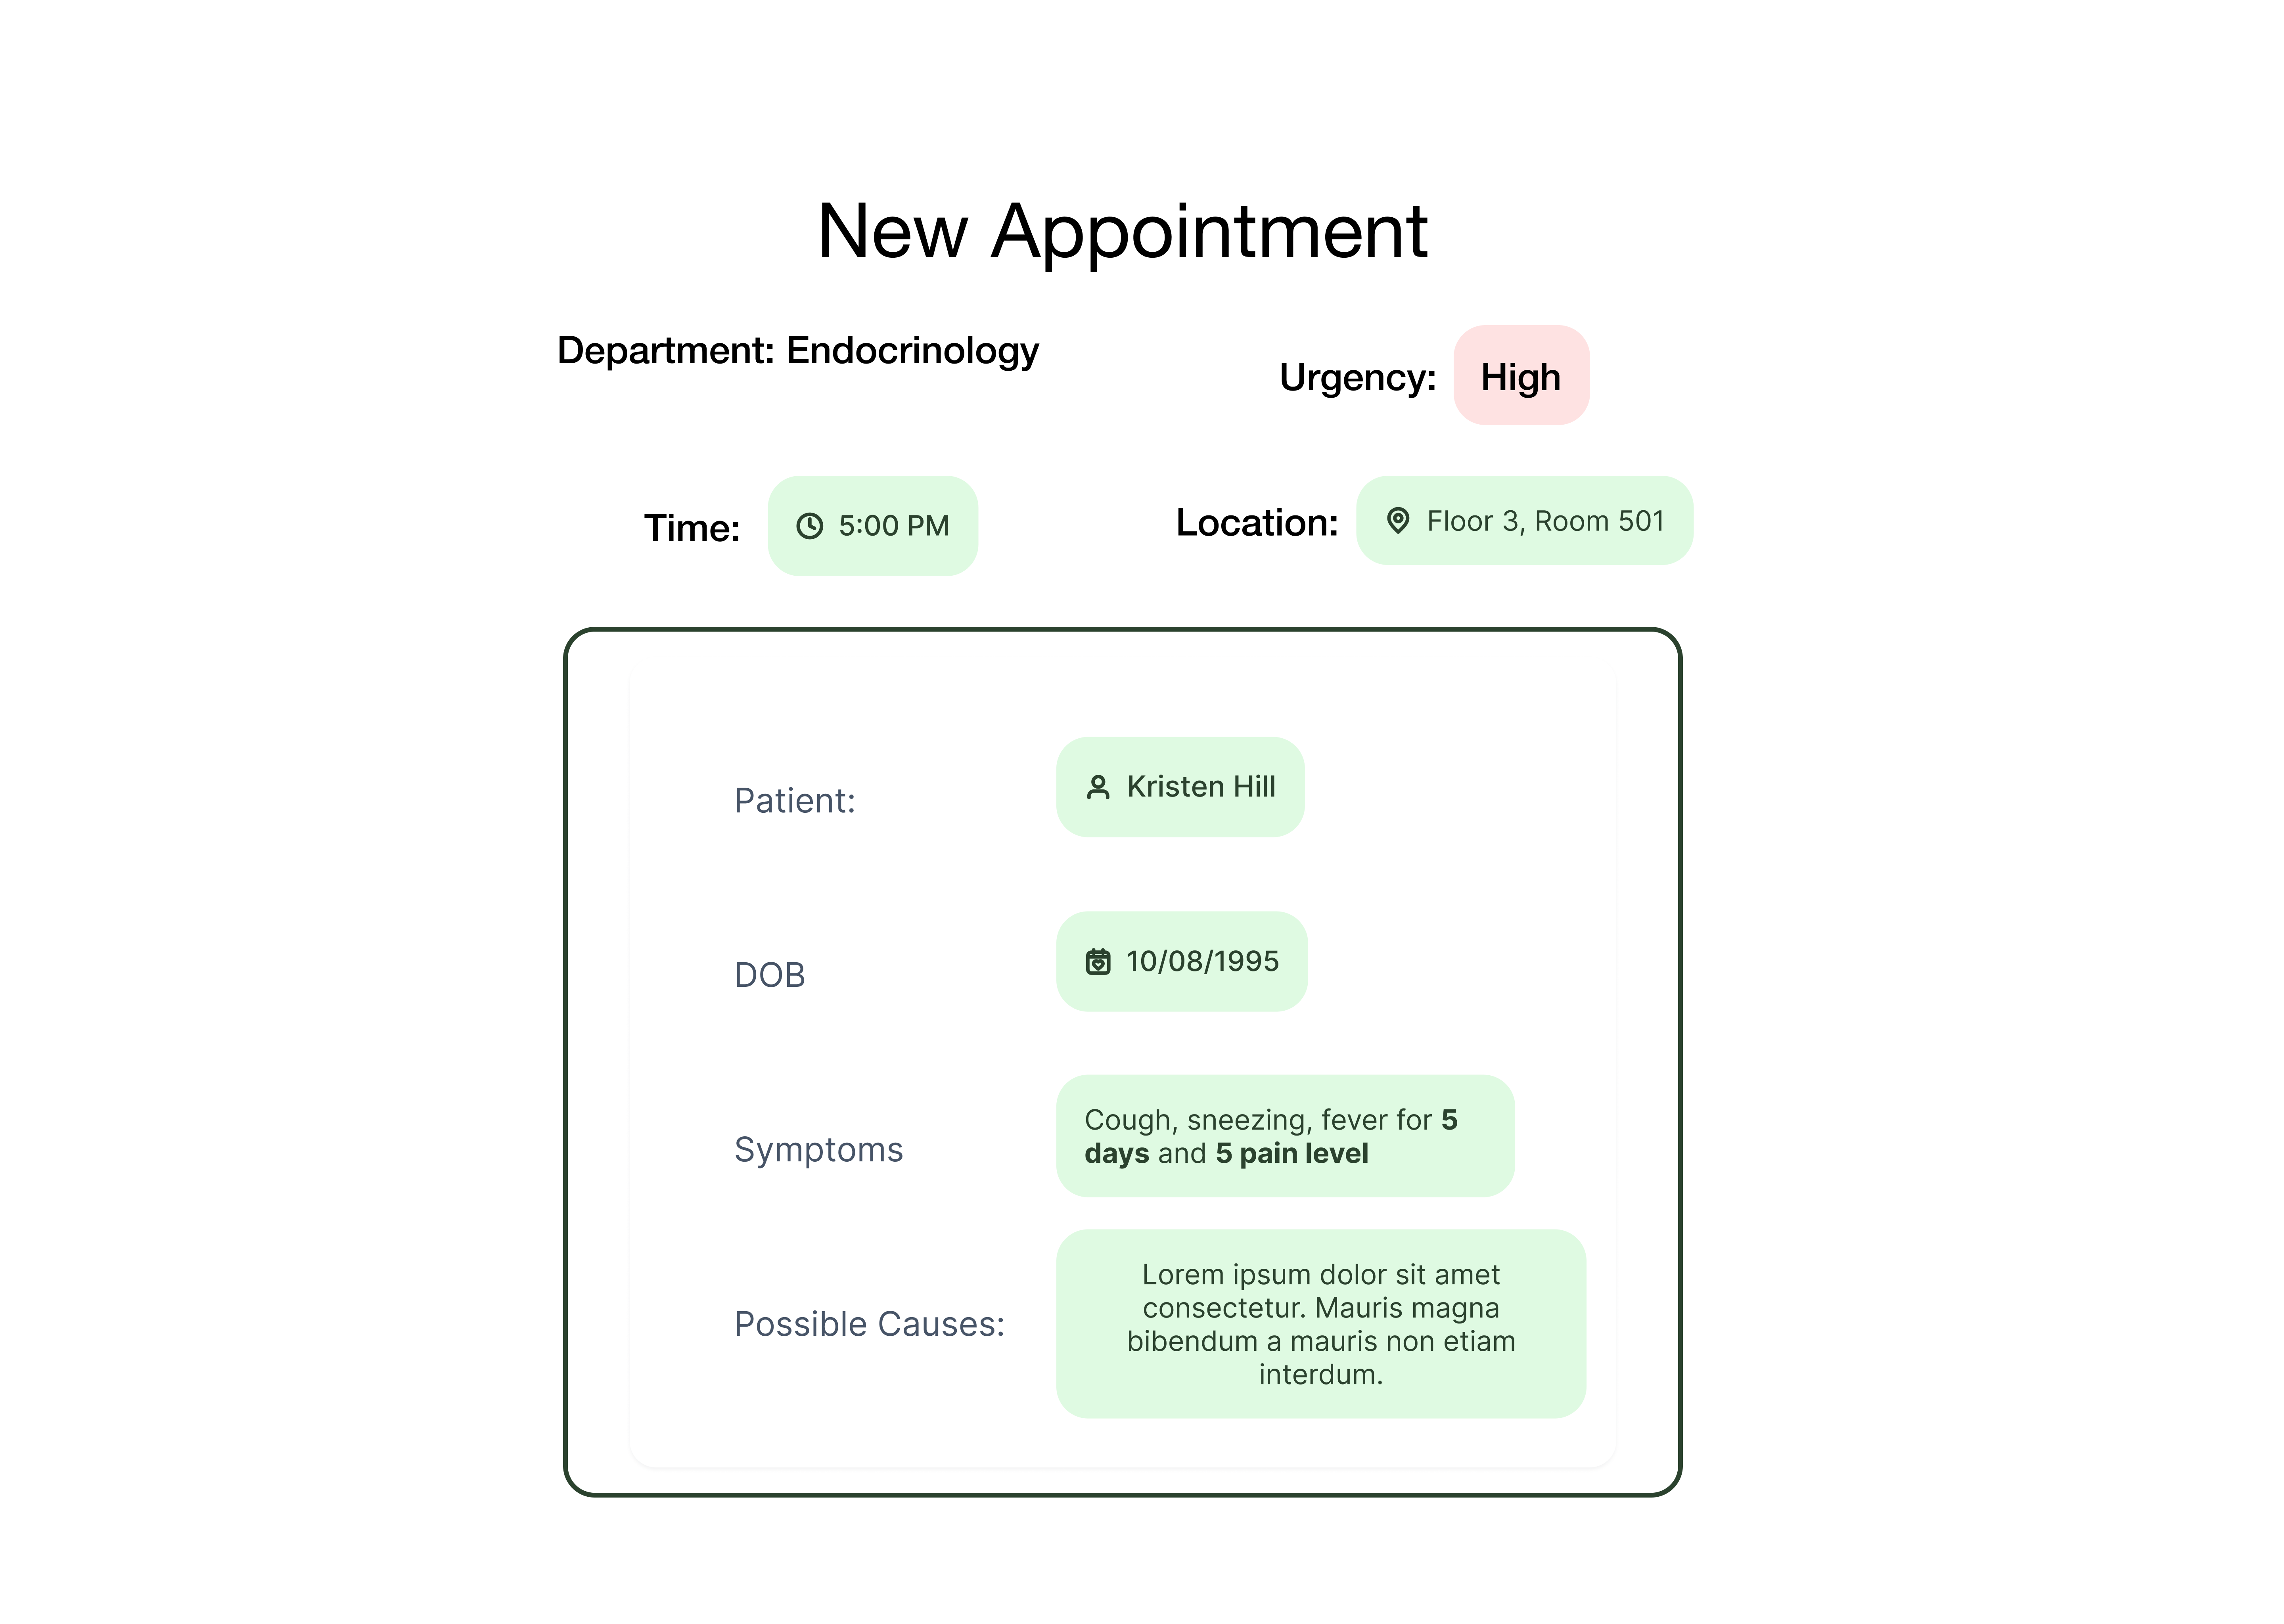 New Appointment
Department: Endocrinology
Urgency: High
Time: 5:00 PM
Location: Floor 3, Room 501
Patient: Kristen Hill
DOB 10/08/1995
Symptoms
Cough, sneezing, fever for 5
days and 5 pain level
Possible Causes:
Lorem ipsum dolor sit amet
consectetur. Mauris magna
bibendum a mauris non etiam
interdum.